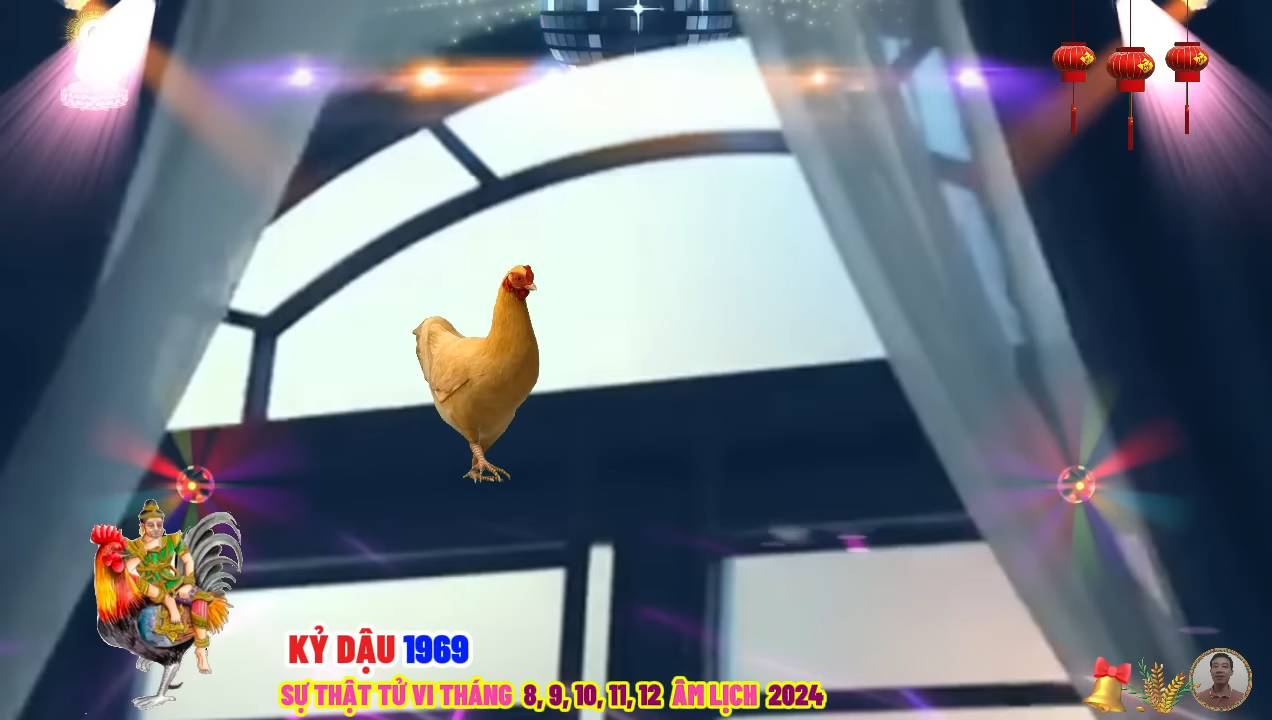 KỶ DẬU 1969
SỰ THẬT TỬ VI THÁNG 8, 9, 10, 11, 12 ÂM LỊCH 2024